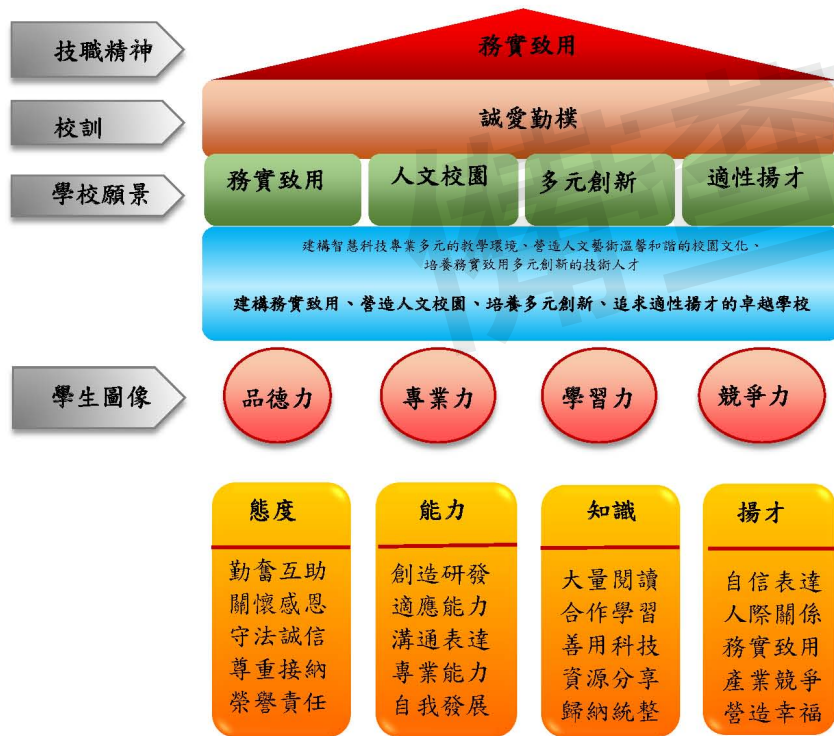 技職精神
務實致用
校訓
誠愛勤樸
學校願景
務實致用
人文校園
多元創新
適性揚才
建構智慧科技專業多元的教學環境、營造人文藝術溫馨和諧的校園文化、
培養務實致用多元創新的技術人才
建構務實致用、營造人文校園、培養多元創新、追求適性揚才的卓越學校
學生圖像
品德力
專業力
學習力
競爭力
態度
勤奮互助
關懷感恩
守法誠信
尊重接納
榮譽責任
能力
創造研發
適應能力
溝通表達
專業能力
自我發展
知識
大量閱讀
合作學習
善用科技
資源分享
歸納統整
揚才
自信表達
人際關係
務實致用
產業競爭
營造幸福
備查